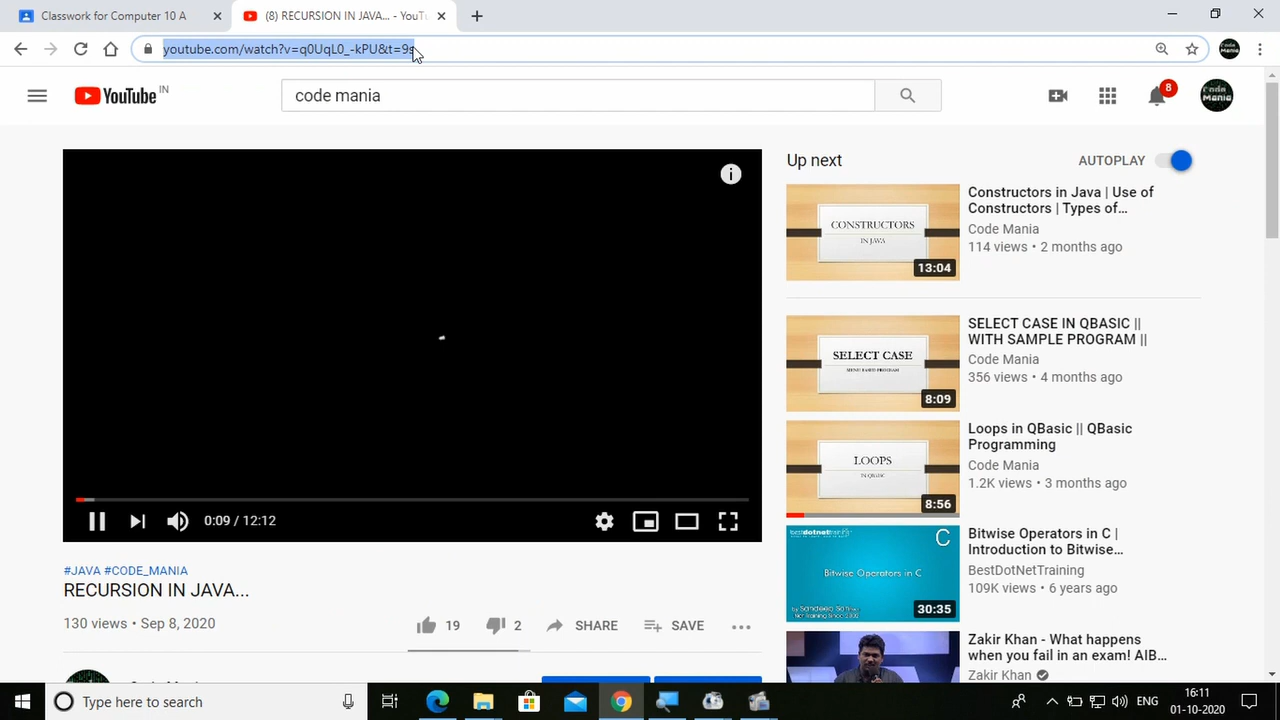 Classwork for Computer 10 A
(8) RECURSION IN JAVA... - YouTu
youtube.com/watch?v=q0UqL0_-kPU&t=9s
YouTube IN
code mania
8
Code Mania
Up next
AUTOPLAY
CONSTRUCTORS
IN JAVA
13:04
Constructors in Java | Use of
Constructors | Types of...
Code Mania
114 views • 2 months ago
SELECT CASE
MENU BASED PROGRAM
8:09
SELECT CASE IN QBASIC ||
WITH SAMPLE PROGRAM ||
Code Mania
356 views • 4 months ago
LOOPS
IN QBASIC
8:56
Loops in QBasic || QBasic
Programming
Code Mania
1.2K views • 3 months ago
bestdotnettraining
C
Bitwise Operators in C
30:35
Bitwise Operators in C |
Introduction to Bitwise...
BestDotNetTraining
109K views • 6 years ago
Zakir Khan - What happens
when you fail in an exam! AIB...
Zakir Khan
0:09 / 12:12
#JAVA #CODE_MANIA
RECURSION IN JAVA...
130 views • Sep 8, 2020
19
2
SHARE
SAVE
Type here to search
ENG
16:11
01-10-2020